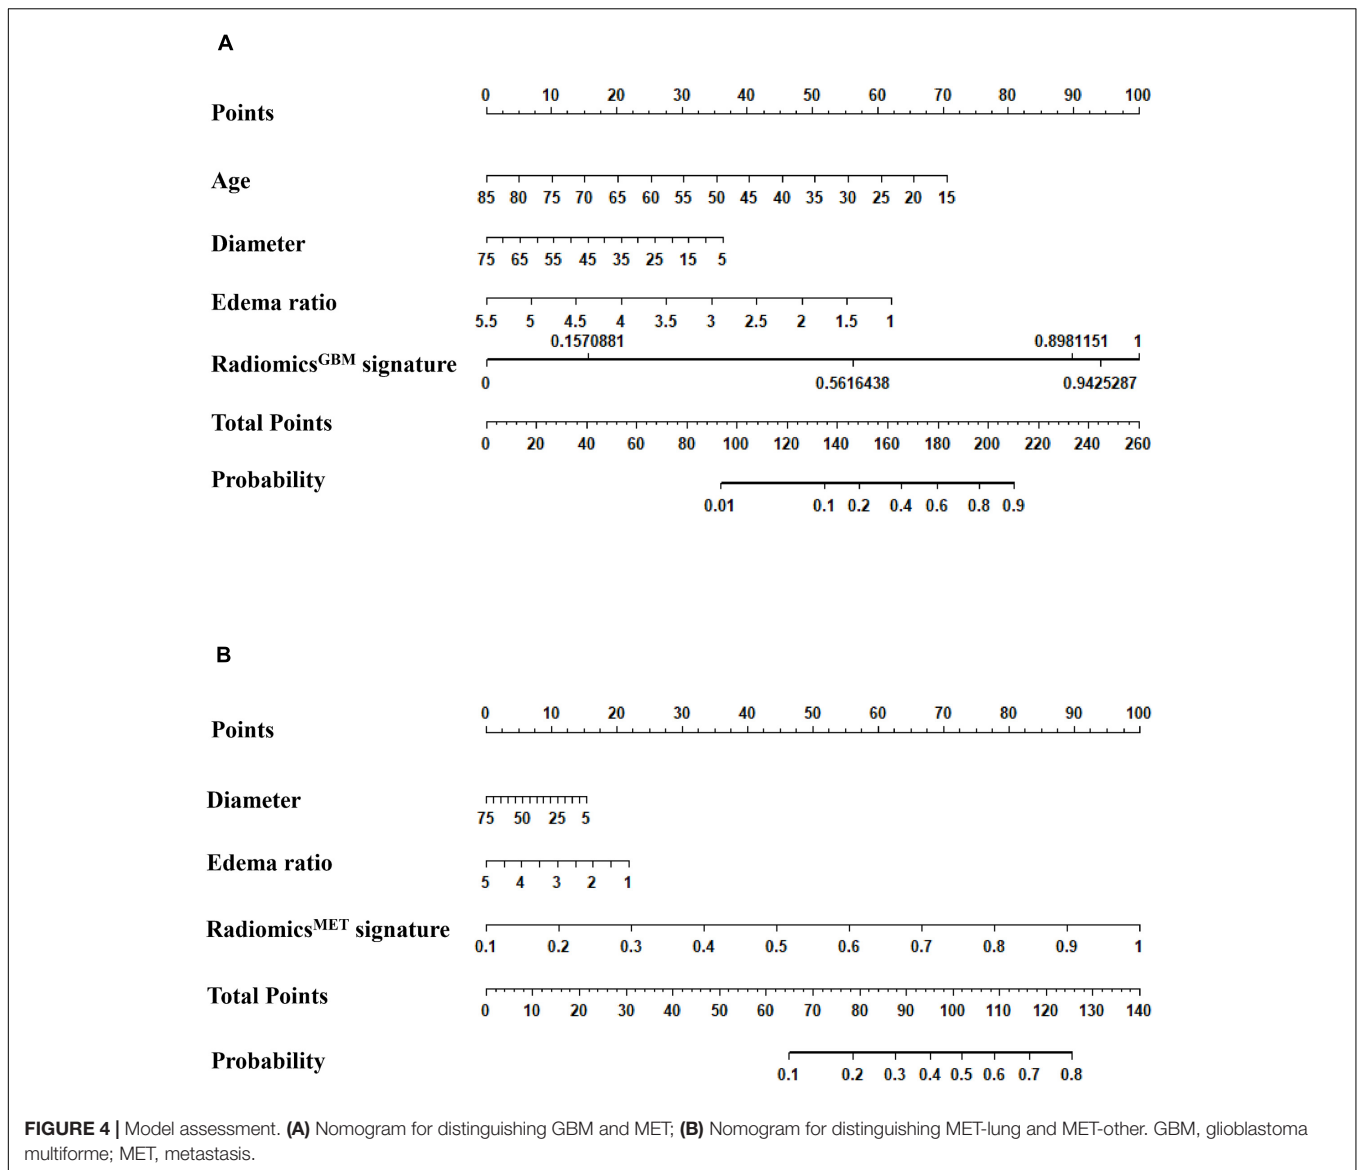 A
Points
0 10 20 30 40 50 60 70 80 90 100
Age
85 80 75 70 65 60 55 50 45 40 35 30 25 20 15
Diameter
75 65 55 45 35 25 15 5
Edema ratio
5.5 5 4.5 4 3.5 3 2.5 2 1.5 1
0.1570881 0.8981151 1
RadiomicsGBM signature
0 0.5616438 0.9425287
Total Points
0 20 40 60 80 100 120 140 160 180 200 220 240 260
Probability
0.01 0.1 0.2 0.4 0.6 0.8 0.9
B
Points
0 10 20 30 40 50 60 70 80 90 100
Diameter
75 50 25 5
Edema ratio
5 4 3 2 1
RadiomicsMET signature
0.1 0.2 0.3 0.4 0.5 0.6 0.7 0.8 0.9 1
Total Points
0 10 20 30 40 50 60 70 80 90 100 110 120 130 140
Probability
0.1 0.2 0.3 0.4 0.5 0.6 0.7 0.8
FIGURE 4 | Model assessment. (A) Nomogram for distinguishing GBM and MET; (B) Nomogram for distinguishing MET-lung and MET-other. GBM, glioblastoma
multiforme; MET, metastasis.